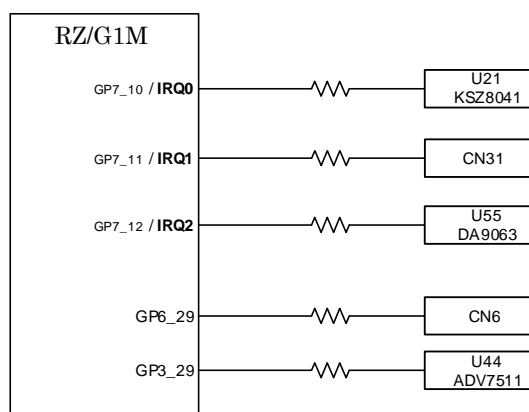 RZ/G1M
GP7_10 / IRQ0
U21
KSZ8041
GP7_11 / IRQ1
CN31
GP7_12 / IRQ2
U55
DA9063
GP6_29
CN6
GP3_29
U44
ADV7511